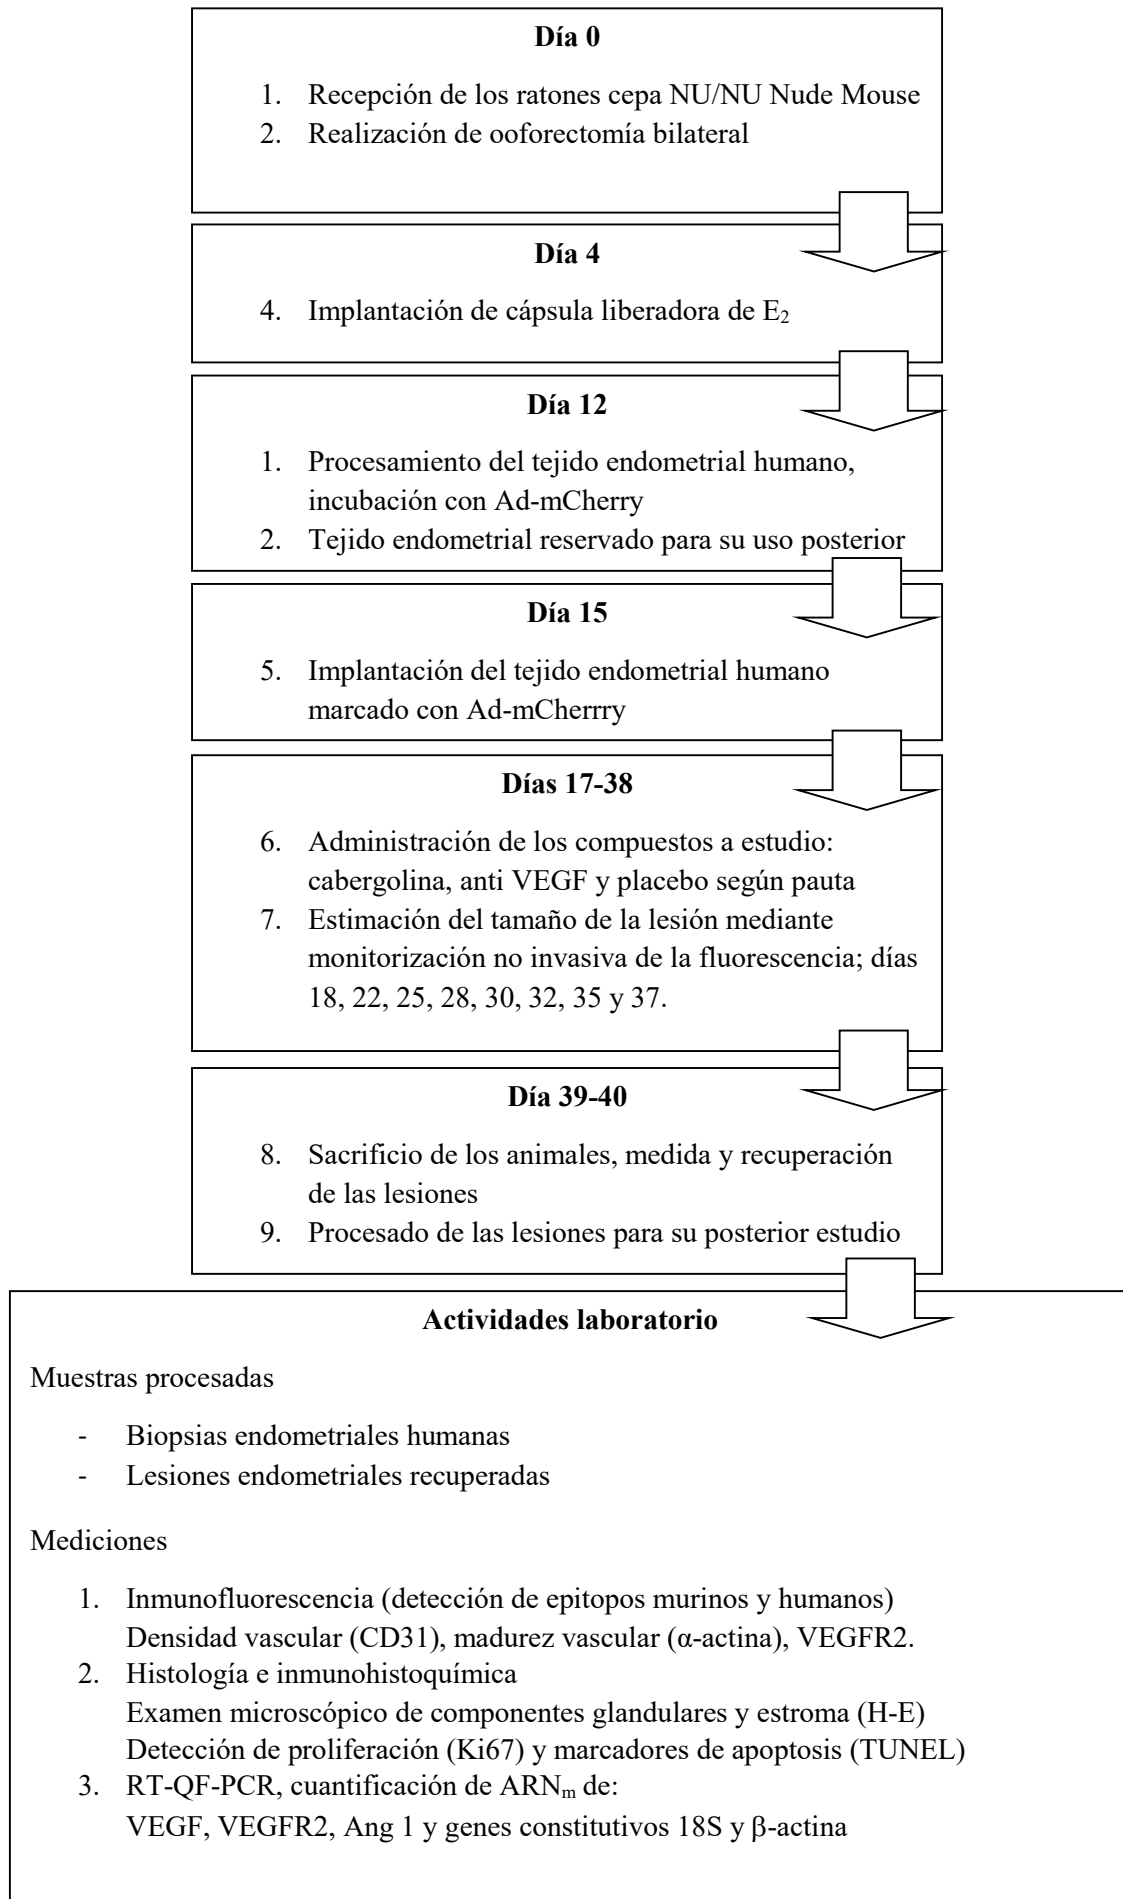 Día 0
1. Recepción de los ratones cepa NU/NU Nude Mouse
2. Realización de ooforectomía bilateral
Día 4
4. Implantación de cápsula liberadora de E₂
Día 12
1. Procesamiento del tejido endometrial humano,
incubación con Ad-mCherry
2. Tejido endometrial reservado para su uso posterior
Día 15
5. Implantación del tejido endometrial humano
marcado con Ad-mCherrry
Días 17-38
6. Administración de los compuestos a estudio:
cabergolina, anti VEGF y placebo según pauta
7. Estimación del tamaño de la lesión mediante
monitorización no invasiva de la fluorescencia; días
18, 22, 25, 28, 30, 32, 35 y 37.
Día 39-40
8. Sacrificio de los animales, medida y recuperación
de las lesiones
9. Procesado de las lesiones para su posterior estudio
Actividades laboratorio
Muestras procesadas
- Biopsias endometriales humanas
- Lesiones endometriales recuperadas
Mediciones
1. Inmunofluorescencia (detección de epitopos murinos y humanos)
Densidad vascular (CD31), madurez vascular (α-actina), VEGFR2.
2. Histología e inmunohistoquímica
Examen microscópico de componentes glandulares y estroma (H-E)
Detección de proliferación (Ki67) y marcadores de apoptosis (TUNEL)
3. RT-QF-PCR, cuantificación de ARNₘ de:
VEGF, VEGFR2, Ang 1 y genes constitutivos 18S y β-actina